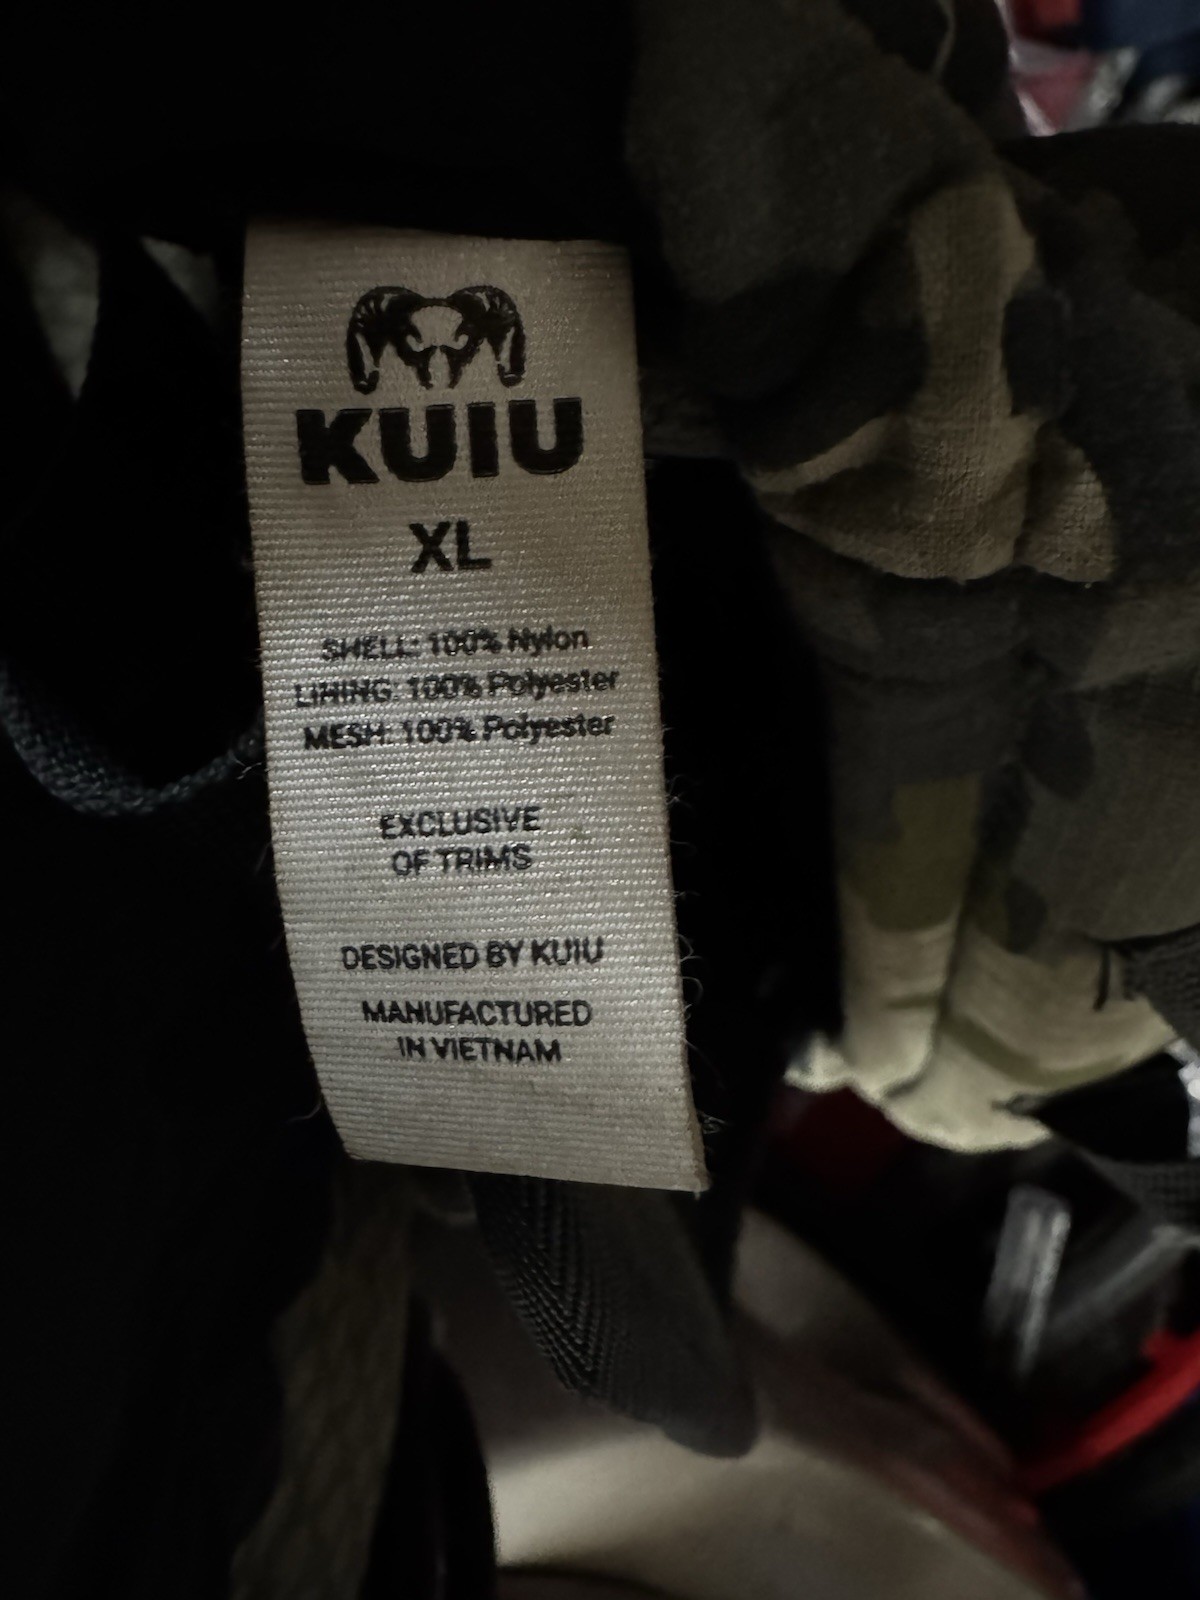 KUIU
XL
SHELL: 100% Nylon
LINING: 100% Polyester
MESH: 100% Polyester
EXCLUSIVE
OF TRIMS
DESIGNED BY KUIU
MANUFACTURED
IN VIETNAM